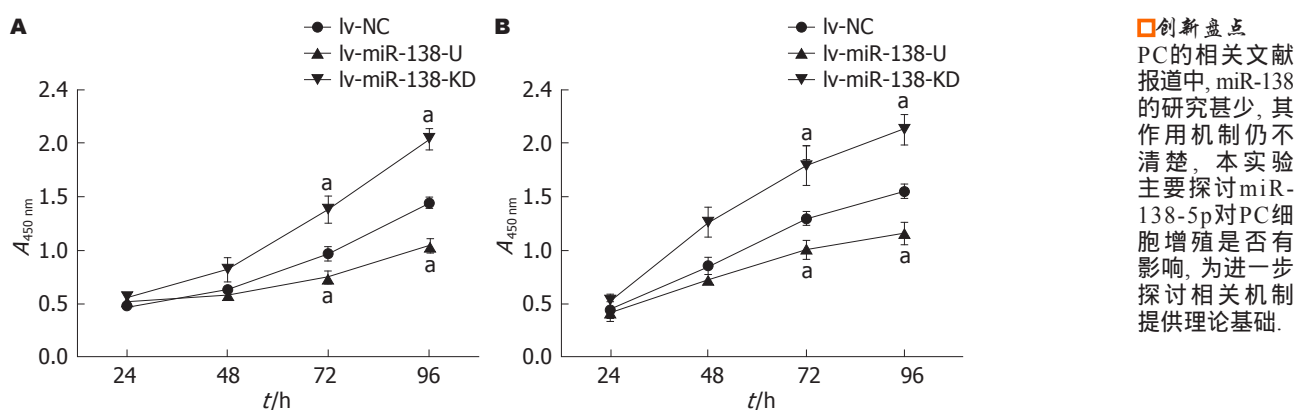 A
lv-NC
lv-miR-138-U
lv-miR-138-KD
2.4
2.0
1.5
1.0
0.5
0.0
A450 nm
a
a
a
a
24
48
72
96
t/h
B
lv-NC
lv-miR-138-U
lv-miR-138-KD
2.4
2.0
1.5
1.0
0.5
0.0
A450 nm
a
a
a
a
24
48
72
96
t/h
创新盘点
PC的相关文献
报道中, miR-138
的研究甚少, 其
作用机制仍不
清楚, 本实验
主要探讨miR-
138-5p对PC细
胞增殖是否有
影响, 为进一步
探讨相关机制
提供理论基础.